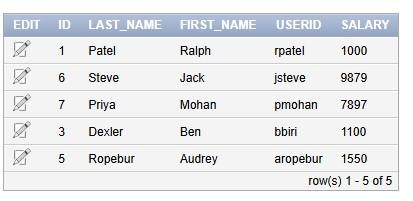 EDIT ID LAST_NAME FIRST_NAME USERID SALARY
1 Patel Ralph rpatel 1000
6 Steve Jack jsteve 9879
7 Priya Mohan pmohan 7897
3 Dexler Ben bbiri 1100
5 Ropebur Audrey aropebur 1550
row(s) 1 - 5 of 5